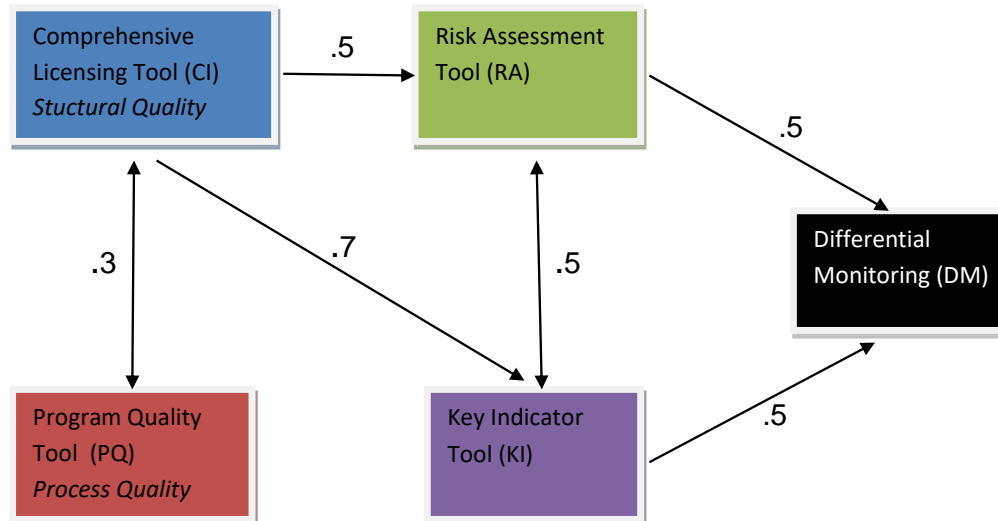 Comprehensive
Licensing Tool (CI)
Stuctural Quality
.5
Risk Assessment
Tool (RA)
.5
.3
.7
.5
Differential
Monitoring (DM)
Program Quality
Tool (PQ)
Process Quality
Key Indicator
Tool (KI)
.5